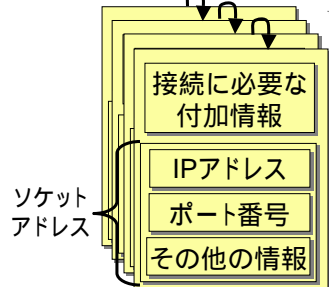 接続に必要な
付加情報
IPアドレス
ポート番号
その他の情報
ソケット
アドレス